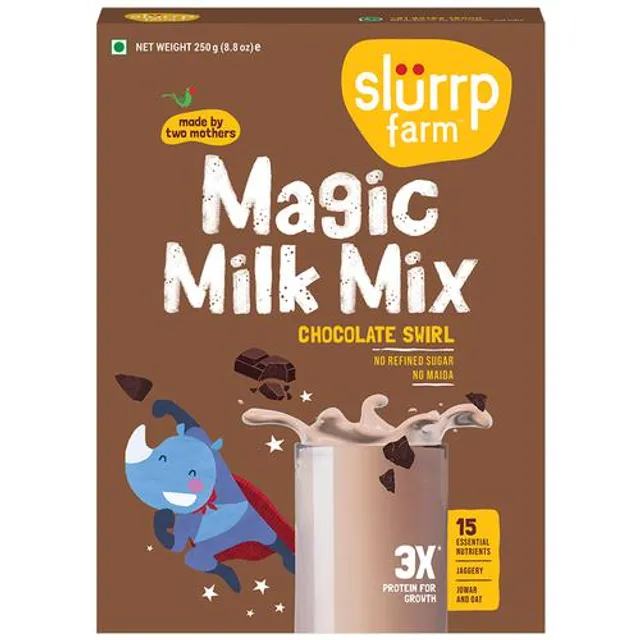 NET WEIGHT 250 g (8.8 oz) e
slürrp
farm™
made by
two mothers
Magic
Milk Mix
CHOCOLATE SWIRL
NO REFINED SUGAR
NO MAIDA
3X*
PROTEIN FOR
GROWTH
15
ESSENTIAL
NUTRIENTS
JAGGERY
JOWAR
AND OAT